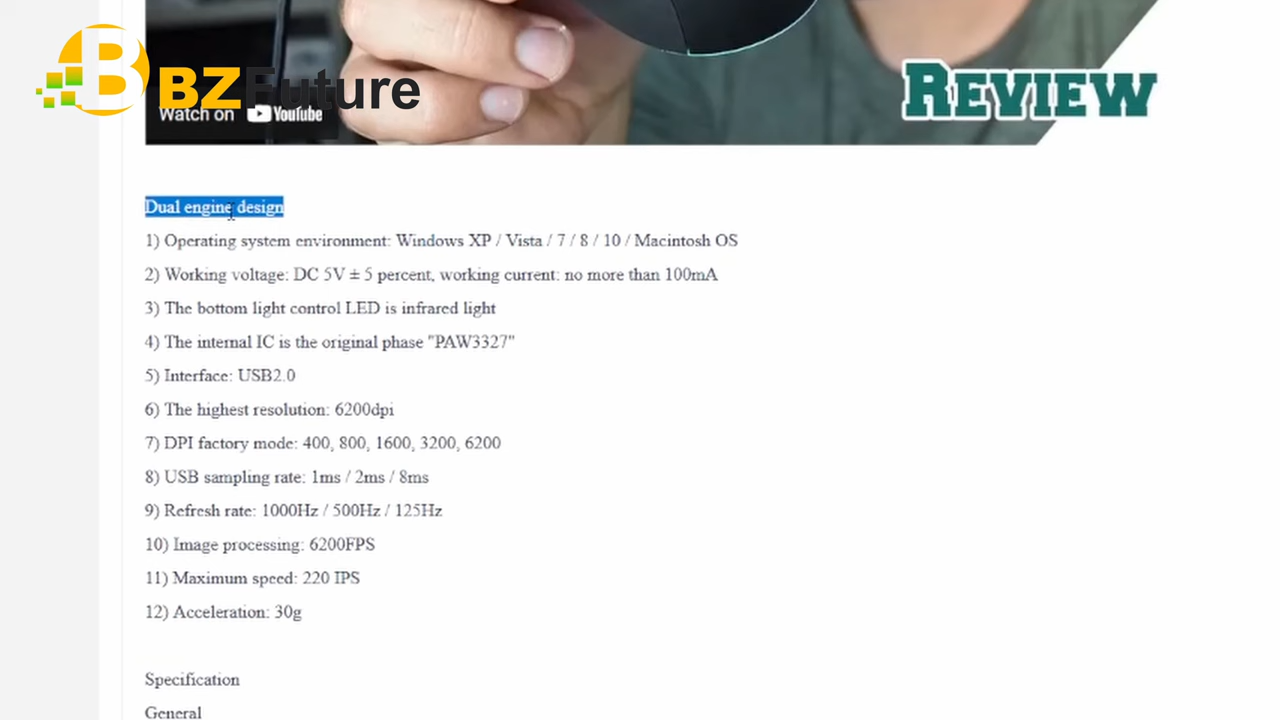 BZFuture
Watch on YouTube
REVIEW
Dual engine design
1) Operating system environment: Windows XP / Vista / 7 / 8 / 10 / Macintosh OS
2) Working voltage: DC 5V ± 5 percent, working current: no more than 100mA
3) The bottom light control LED is infrared light
4) The internal IC is the original phase "PAW3327"
5) Interface: USB2.0
6) The highest resolution: 6200dpi
7) DPI factory mode: 400, 800, 1600, 3200, 6200
8) USB sampling rate: 1ms / 2ms / 8ms
9) Refresh rate: 1000Hz / 500Hz / 125Hz
10) Image processing: 6200FPS
11) Maximum speed: 220 IPS
12) Acceleration: 30g
Specification
General